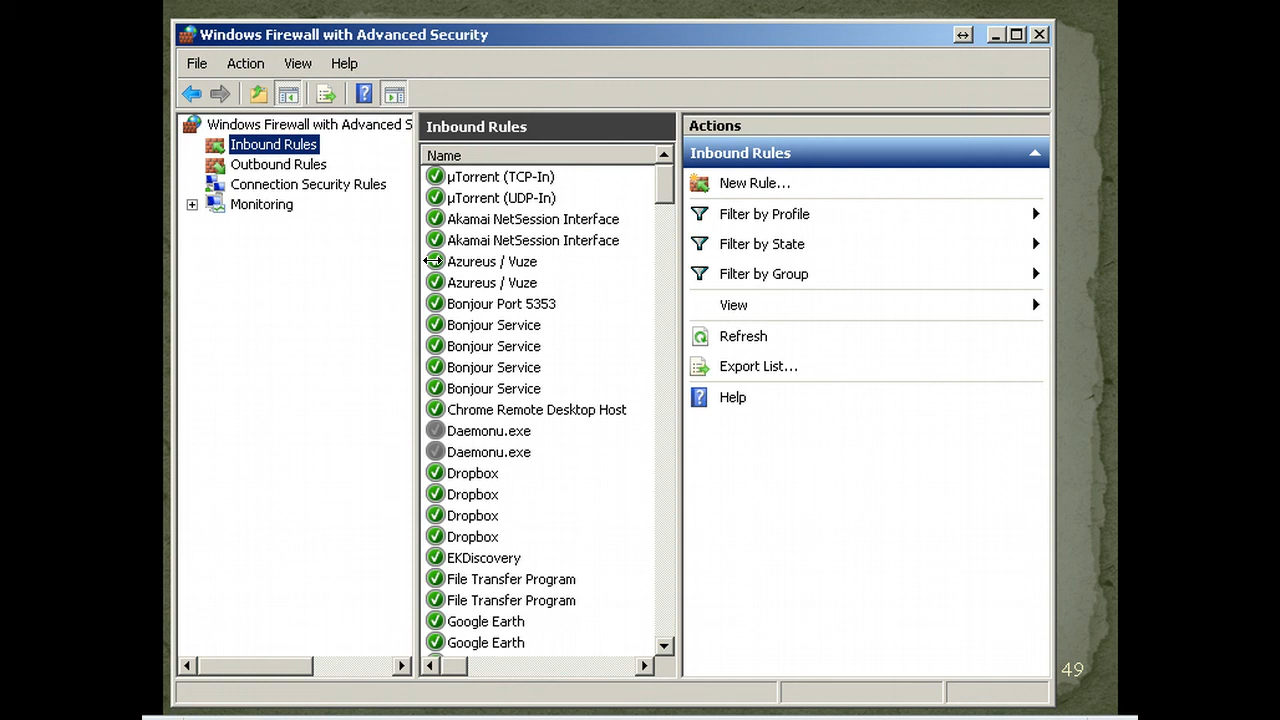 Windows Firewall with Advanced Security
File Action View Help
Windows Firewall with Advanced S
Inbound Rules
Outbound Rules
Connection Security Rules
Monitoring
Inbound Rules
Name
µTorrent (TCP-In)
µTorrent (UDP-In)
Akamai NetSession Interface
Akamai NetSession Interface
Azureus / Vuze
Azureus / Vuze
Bonjour Port 5353
Bonjour Service
Bonjour Service
Bonjour Service
Bonjour Service
Chrome Remote Desktop Host
Daemonu.exe
Daemonu.exe
Dropbox
Dropbox
Dropbox
Dropbox
EKDiscovery
File Transfer Program
File Transfer Program
Google Earth
Google Earth
Actions
Inbound Rules
New Rule...
Filter by Profile
Filter by State
Filter by Group
View
Refresh
Export List...
Help
49